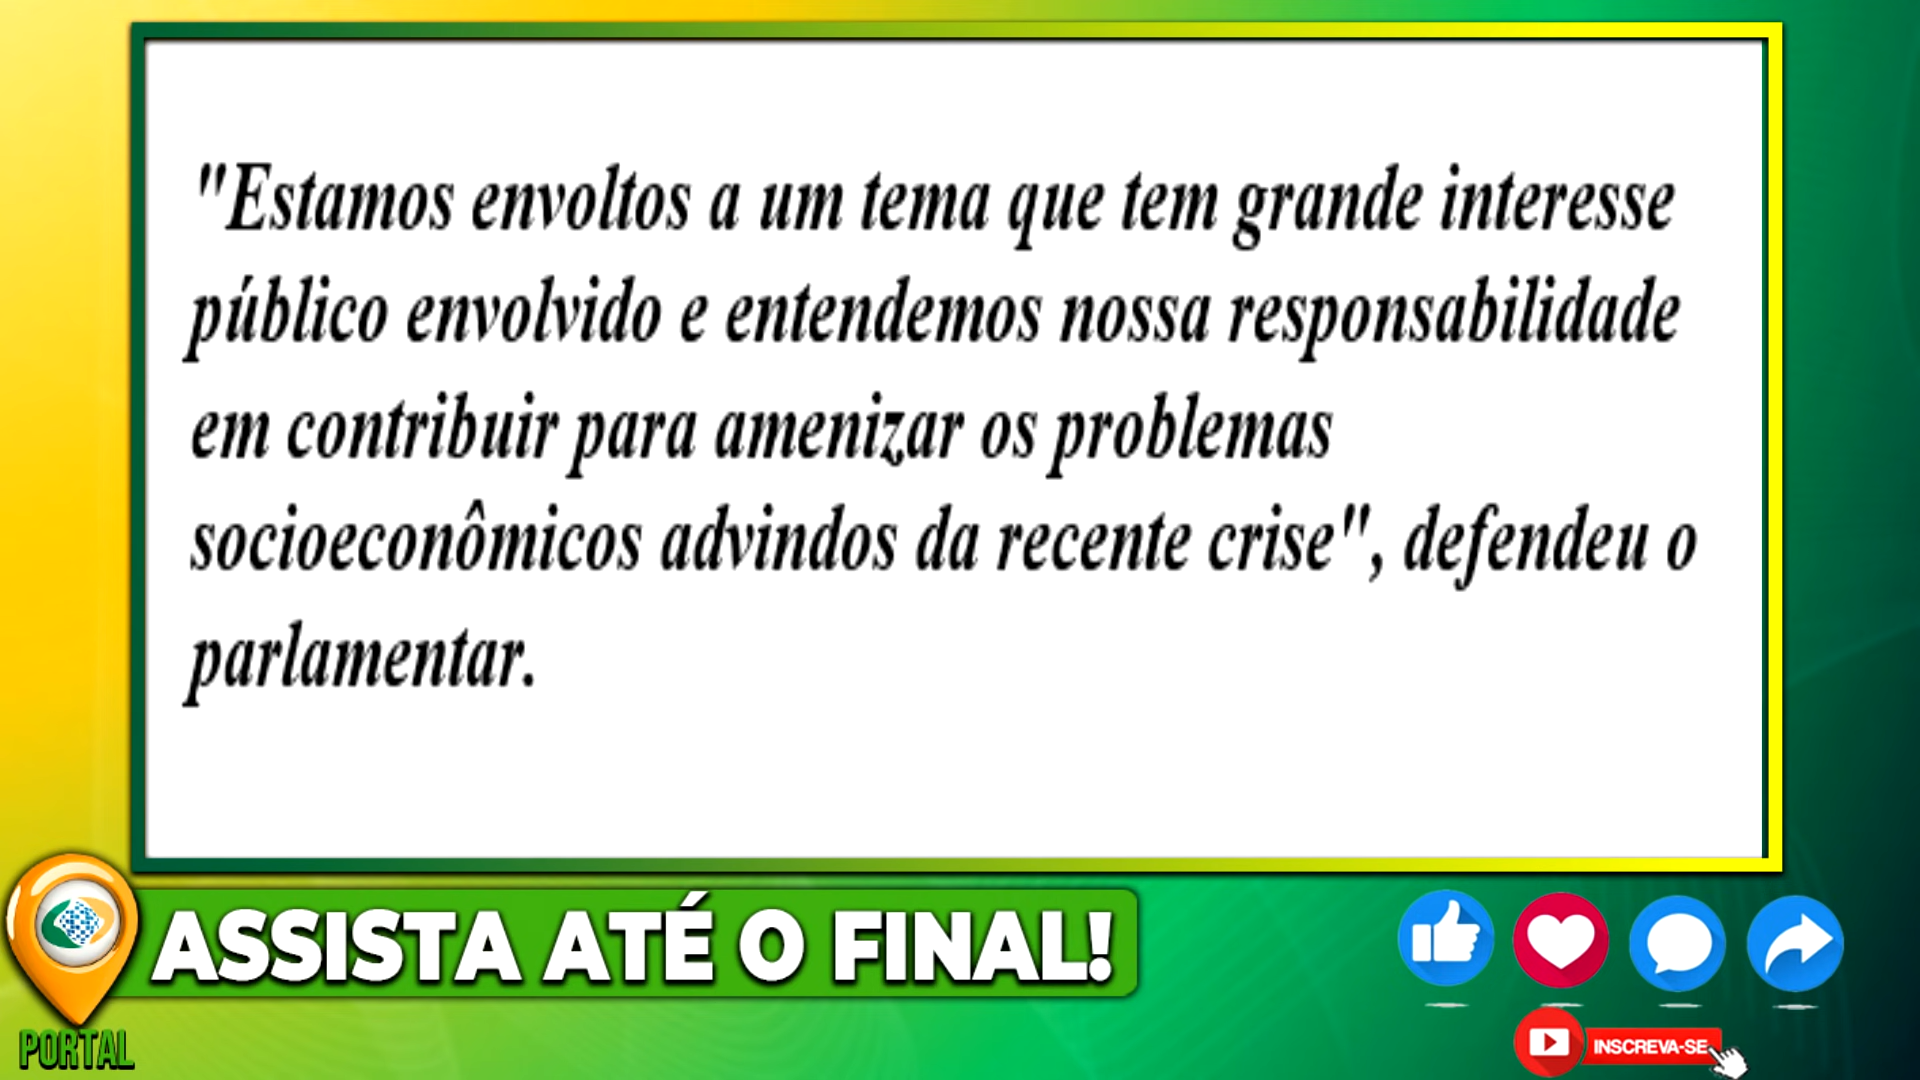 "Estamos envoltos a um tema que tem grande interesse
público envolvido e entendemos nossa responsabilidade
em contribuir para amenizar os problemas
socioeconômicos advindos da recente crise", defendeu o
parlamentar.
ASSISTA ATÉ O FINAL!
PORTAL
INSCREVA-SE